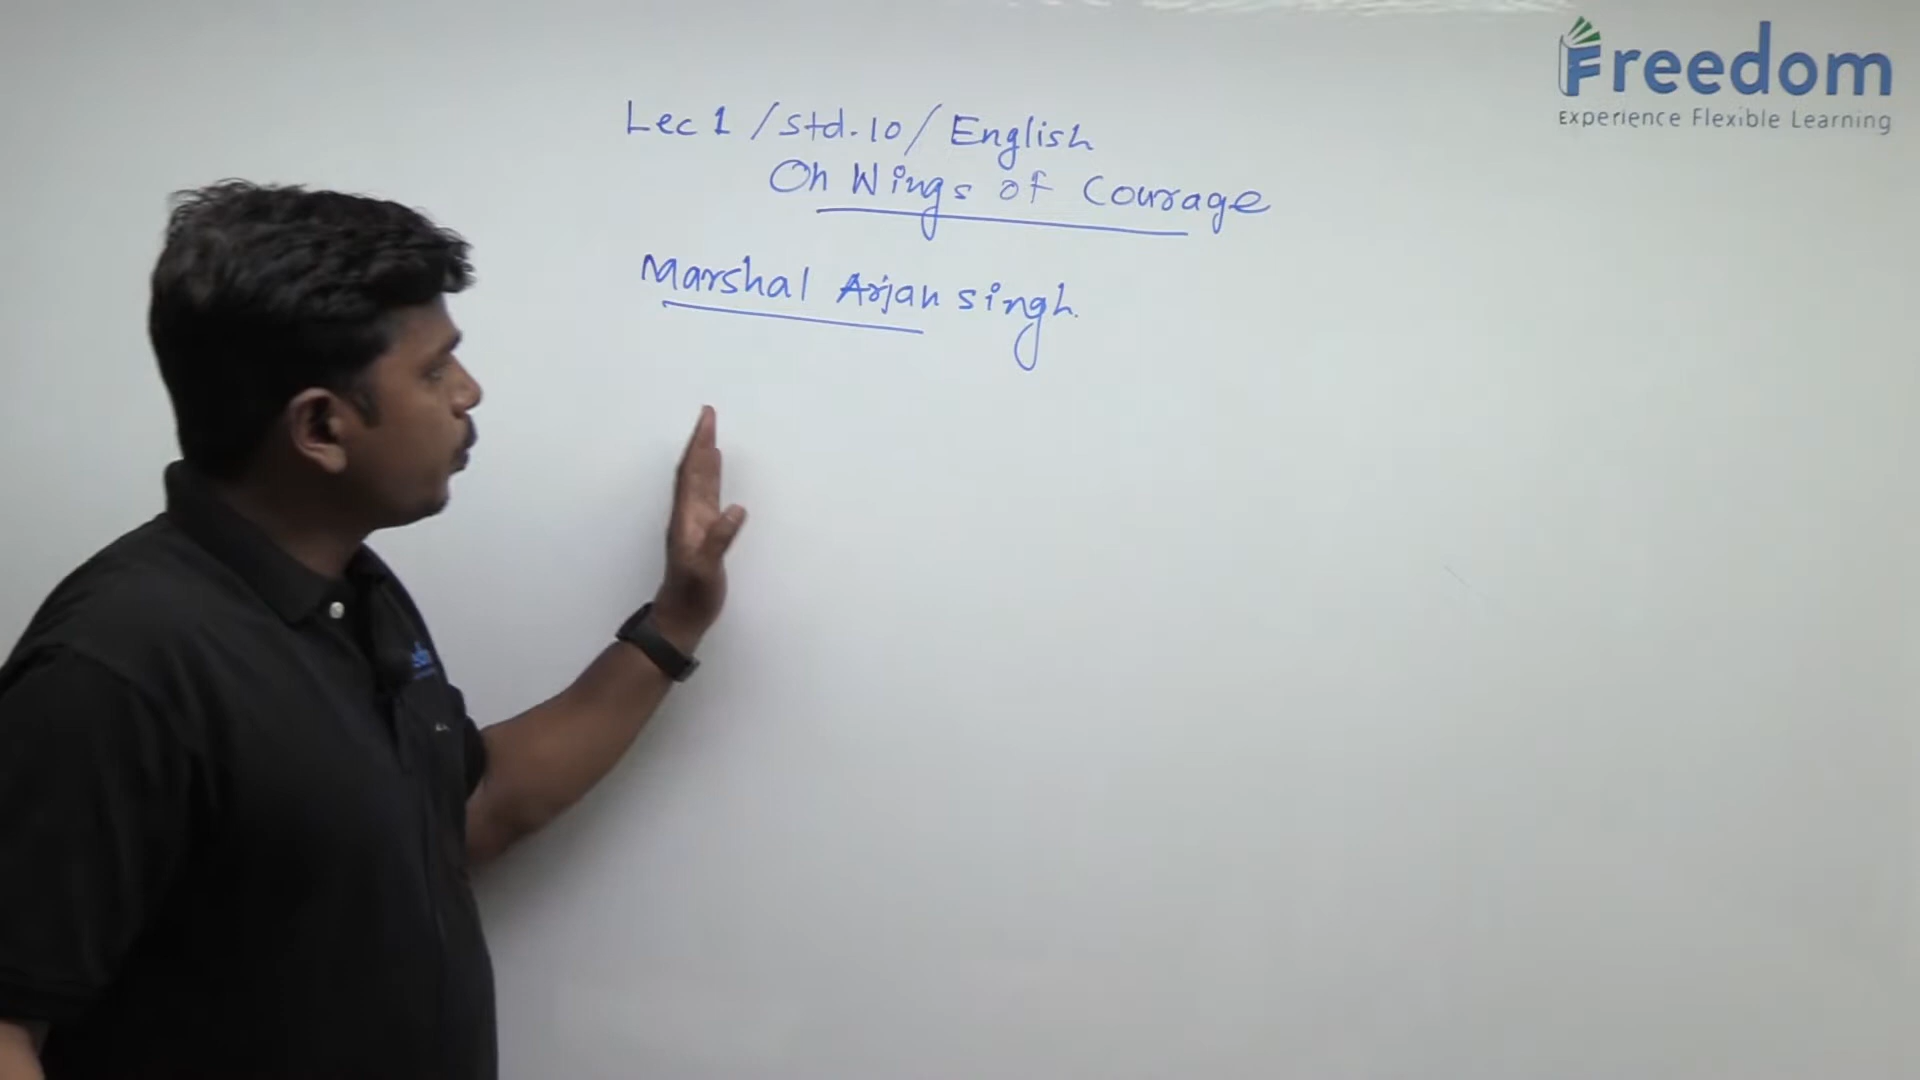 Freedom
Experience Flexible Learning
Lec 1 / std. 10 / English
On Wings of Courage
Marshal Arjan singh.